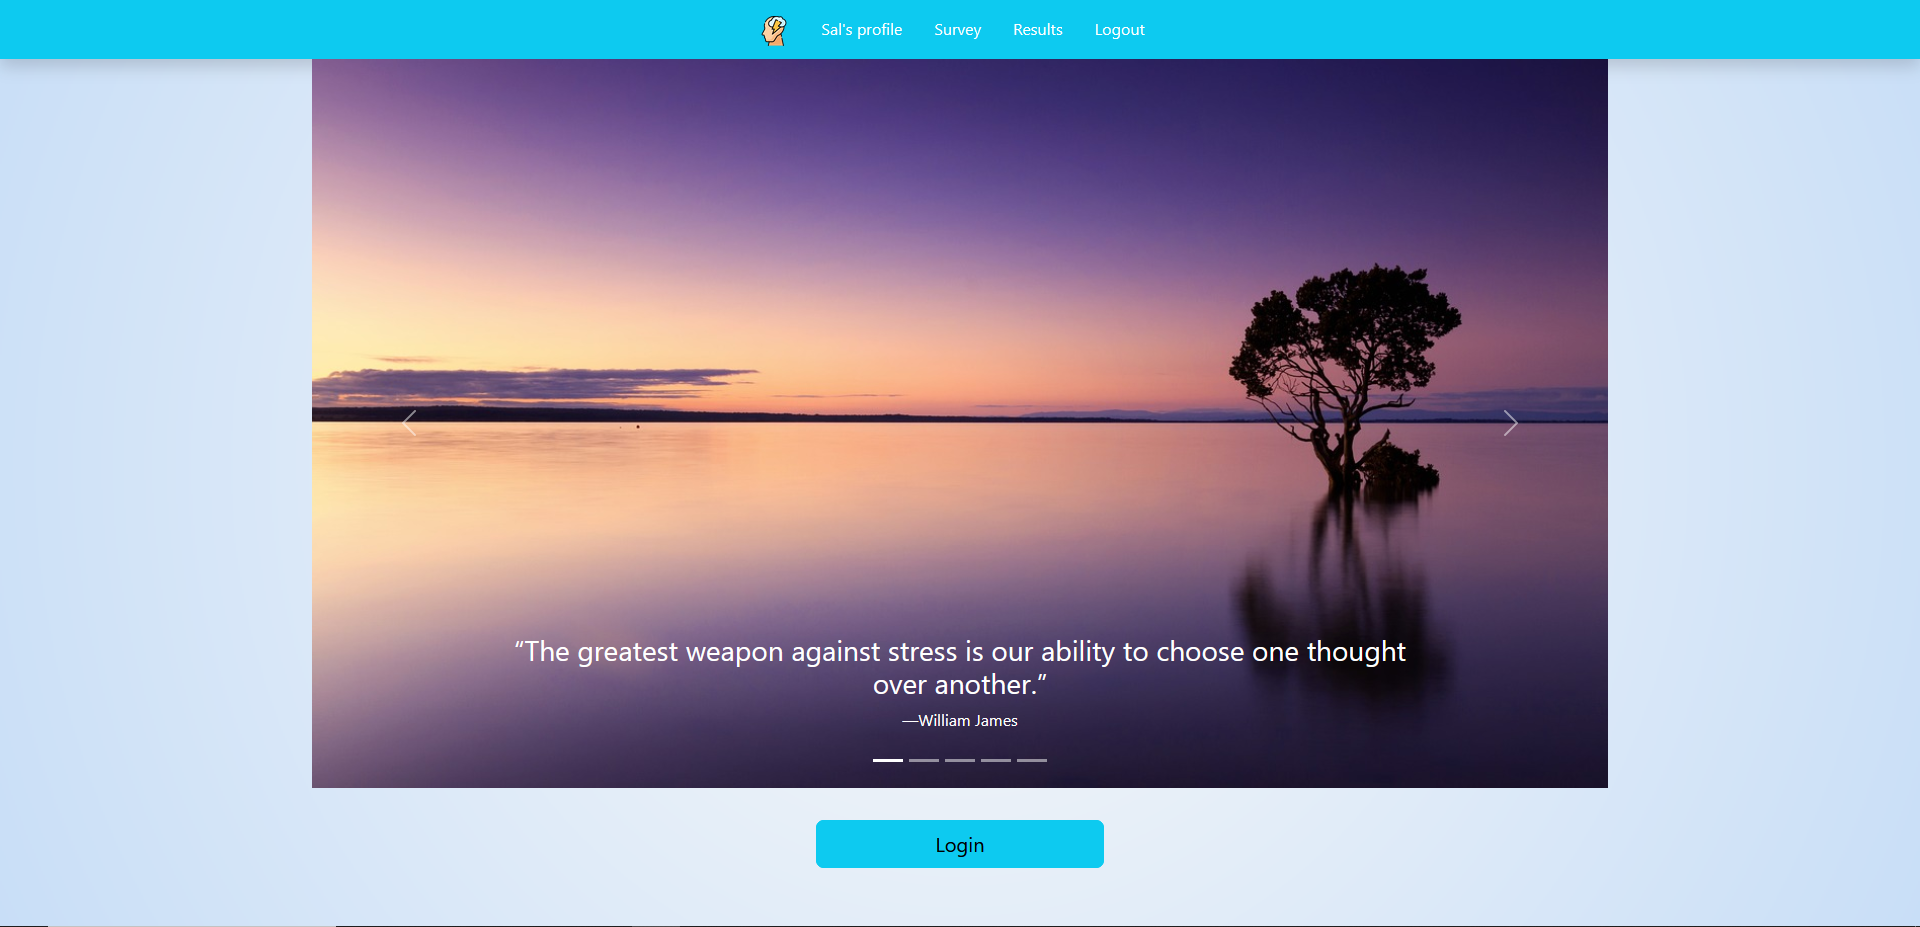 Sal's profile Survey Results Logout
“The greatest weapon against stress is our ability to choose one thought
over another.”
—William James
Login